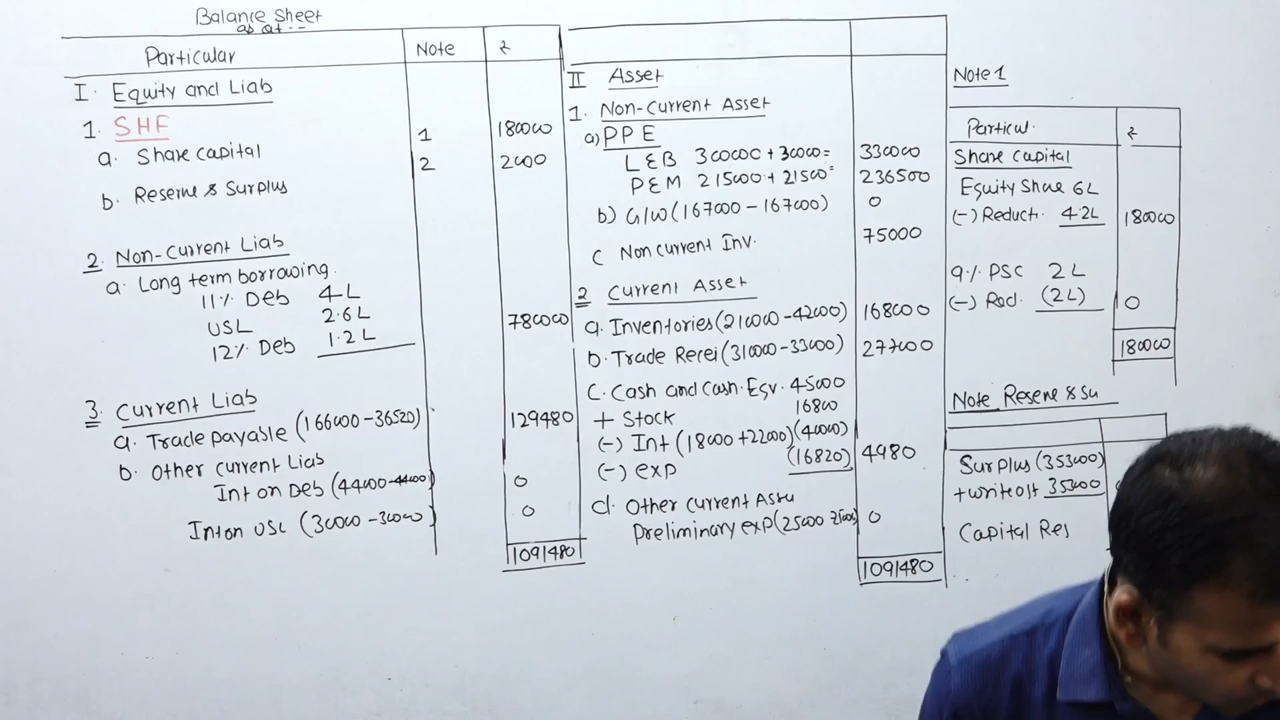 Balance Sheet
as at --
Particular Note ₹
I. Equity and Liab
1. SHF
a. Share capital 1 180000
b. Reserve & Surplus 2 2000
2. Non-Current Liab
a. Long term borrowing.
11% Deb 4L
USL 2.6L
12% Deb 1.2L 780000
3. Current Liab
a. Trade payable (166000-36520) 129480
b. Other current Liab
Int on Deb (44000-44000) 0
Int on USL (30000-30000) 0
1091480
II Asset
1. Non-Current Asset
a) PPE
L&B 300000+30000= 330000
P&M 215000+21500= 236500
b) G/W (167000-167000) 0
C Non current Inv. 75000
2 Current Asset
a. Inventories (210000-42000) 168000
b. Trade Recei (310000-33000) 277000
C. Cash and Cash. Eqv. 45000
+ Stock 16800
(-) Int (18000+22000) (40000)
(-) exp (16820) 4980
d. Other current
Preliminary exp (25000 25000) 0
1091480
Note 1
Particul. ₹
Share Capital
Equity Share 6L
(-) Reduct. 4.2L 180000
9% PSC 2L
(-) Red. (2L) 0
180000
Note Reserve & Su
Surplus (353000)
+write off 353000
Capital Res